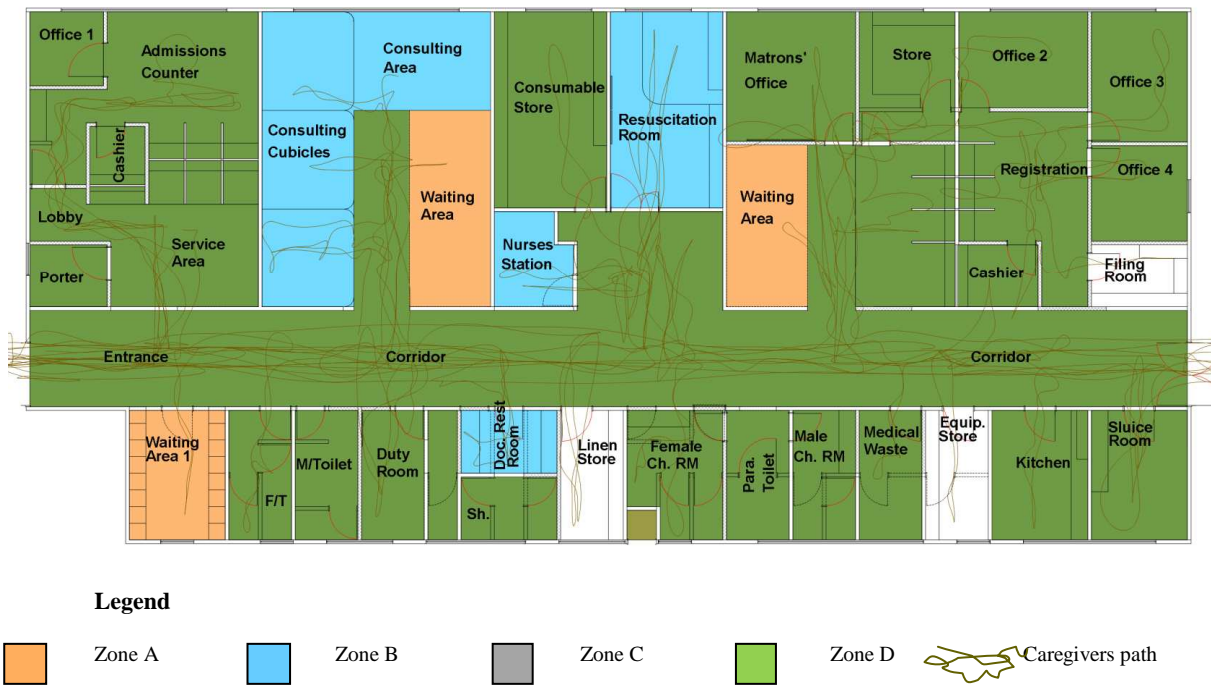 Office 1
Admissions
Counter
Cashier
Lobby
Porter
Service
Area
Consulting
Area
Consulting
Cubicles
Waiting
Area
Consumable
Store
Nurses
Station
Resuscitation
Room
Matrons'
Office
Waiting
Area
Store
Office 2
Office 3
Registration
Office 4
Cashier
Filing
Room
Entrance
Corridor
Corridor
Waiting
Area 1
F/T
M/Toilet
Duty
Room
Doc. Rest
Room
Sh.
Linen
Store
Female
Ch. RM
Para.
Toilet
Male
Ch. RM
Medical
Waste
Equip.
Store
Kitchen
Sluice
Room
Legend
Zone A
Zone B
Zone C
Zone D
Caregivers path